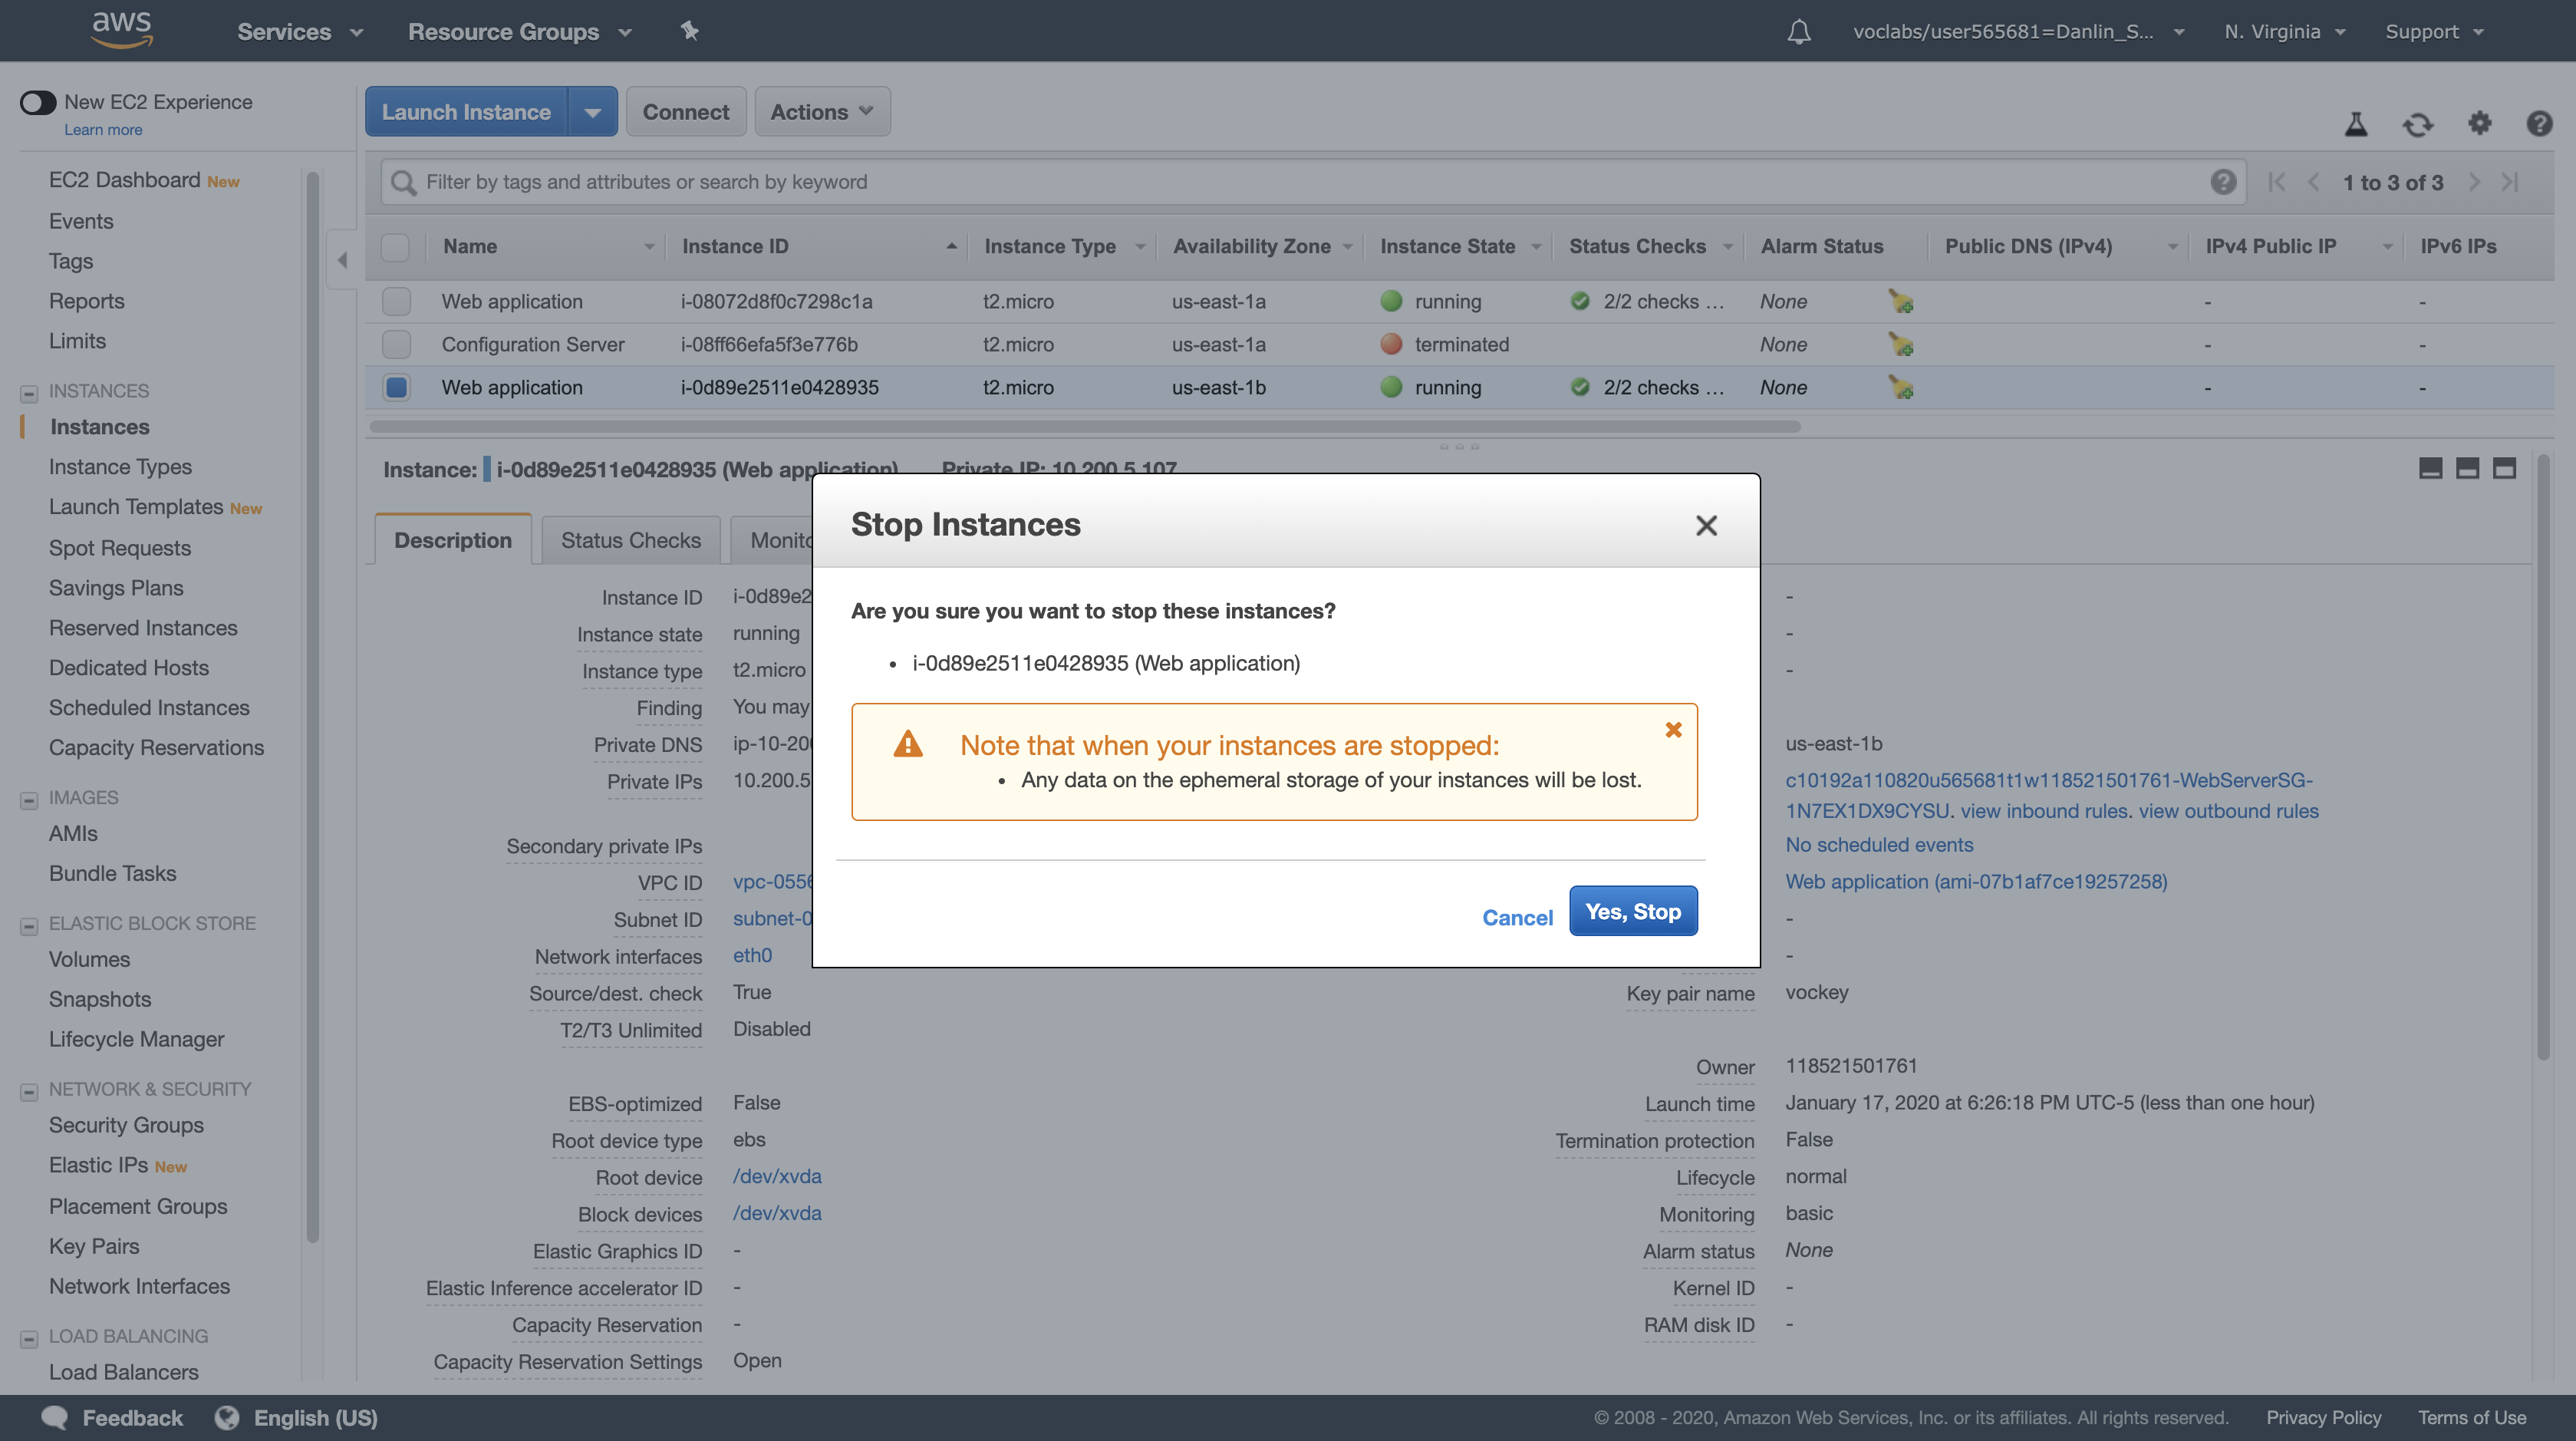 aws Services Resource Groups voclabs/user565681=Danlin_S... N. Virginia Support
New EC2 Experience
Learn more
EC2 Dashboard New
Events
Tags
Reports
Limits
INSTANCES
Instances
Instance Types
Launch Templates New
Spot Requests
Savings Plans
Reserved Instances
Dedicated Hosts
Scheduled Instances
Capacity Reservations
IMAGES
AMIs
Bundle Tasks
ELASTIC BLOCK STORE
Volumes
Snapshots
Lifecycle Manager
NETWORK & SECURITY
Security Groups
Elastic IPs New
Placement Groups
Key Pairs
Network Interfaces
LOAD BALANCING
Load Balancers
Launch Instance Connect Actions
Filter by tags and attributes or search by keyword 1 to 3 of 3
Name Instance ID Instance Type Availability Zone Instance State Status Checks Alarm Status Public DNS (IPv4) IPv4 Public IP IPv6 IPs
Web application i-08072d8f0c7298c1a t2.micro us-east-1a running 2/2 checks ... None - -
Configuration Server i-08ff66efa5f3e776b t2.micro us-east-1a terminated None - -
Web application i-0d89e2511e0428935 t2.micro us-east-1b running 2/2 checks ... None - -
Instance: i-0d89e2511e0428935 (Web application) Private IP: 10.200.5.107
Description Status Checks Monito
Instance ID i-0d89e2
Instance state running
Instance type t2.micro
Finding You may
Private DNS ip-10-20
Private IPs 10.200.5
Secondary private IPs
VPC ID vpc-0556
Subnet ID subnet-0
Network interfaces eth0
Source/dest. check True
T2/T3 Unlimited Disabled
EBS-optimized False
Root device type ebs
Root device /dev/xvda
Block devices /dev/xvda
Elastic Graphics ID -
Elastic Inference accelerator ID -
Capacity Reservation -
Capacity Reservation Settings Open
Stop Instances
Are you sure you want to stop these instances?
• i-0d89e2511e0428935 (Web application)
Note that when your instances are stopped:
• Any data on the ephemeral storage of your instances will be lost.
Cancel Yes, Stop
-
-
-
us-east-1b
c10192a110820u565681t1w118521501761-WebServerSG-
1N7EX1DX9CYSU. view inbound rules. view outbound rules
No scheduled events
Web application (ami-07b1af7ce19257258)
-
-
Key pair name vockey
Owner 118521501761
Launch time January 17, 2020 at 6:26:18 PM UTC-5 (less than one hour)
Termination protection False
Lifecycle normal
Monitoring basic
Alarm status None
Kernel ID -
RAM disk ID -
Feedback English (US) © 2008 - 2020, Amazon Web Services, Inc. or its affiliates. All rights reserved. Privacy Policy Terms of Use